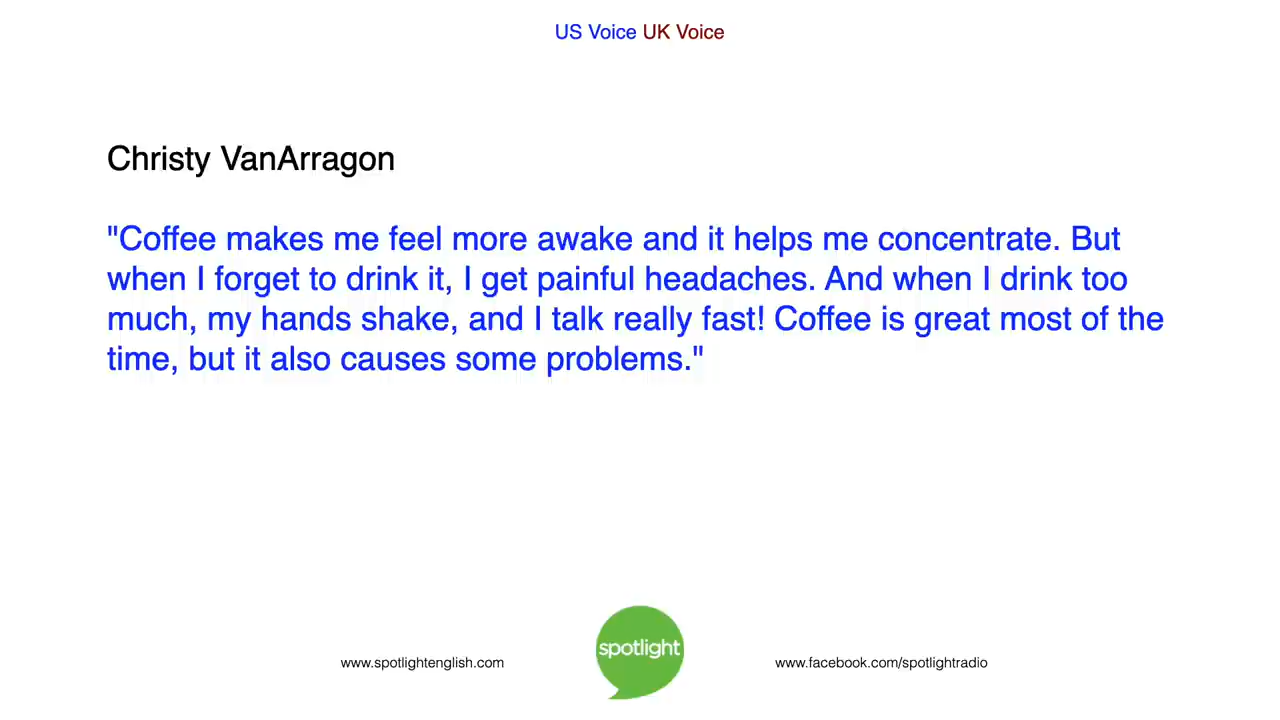 US Voice UK Voice
Christy VanArragon
"Coffee makes me feel more awake and it helps me concentrate. But
when I forget to drink it, I get painful headaches. And when I drink too
much, my hands shake, and I talk really fast! Coffee is great most of the
time, but it also causes some problems."
spotlight
www.spotlightenglish.com
www.facebook.com/spotlightradio